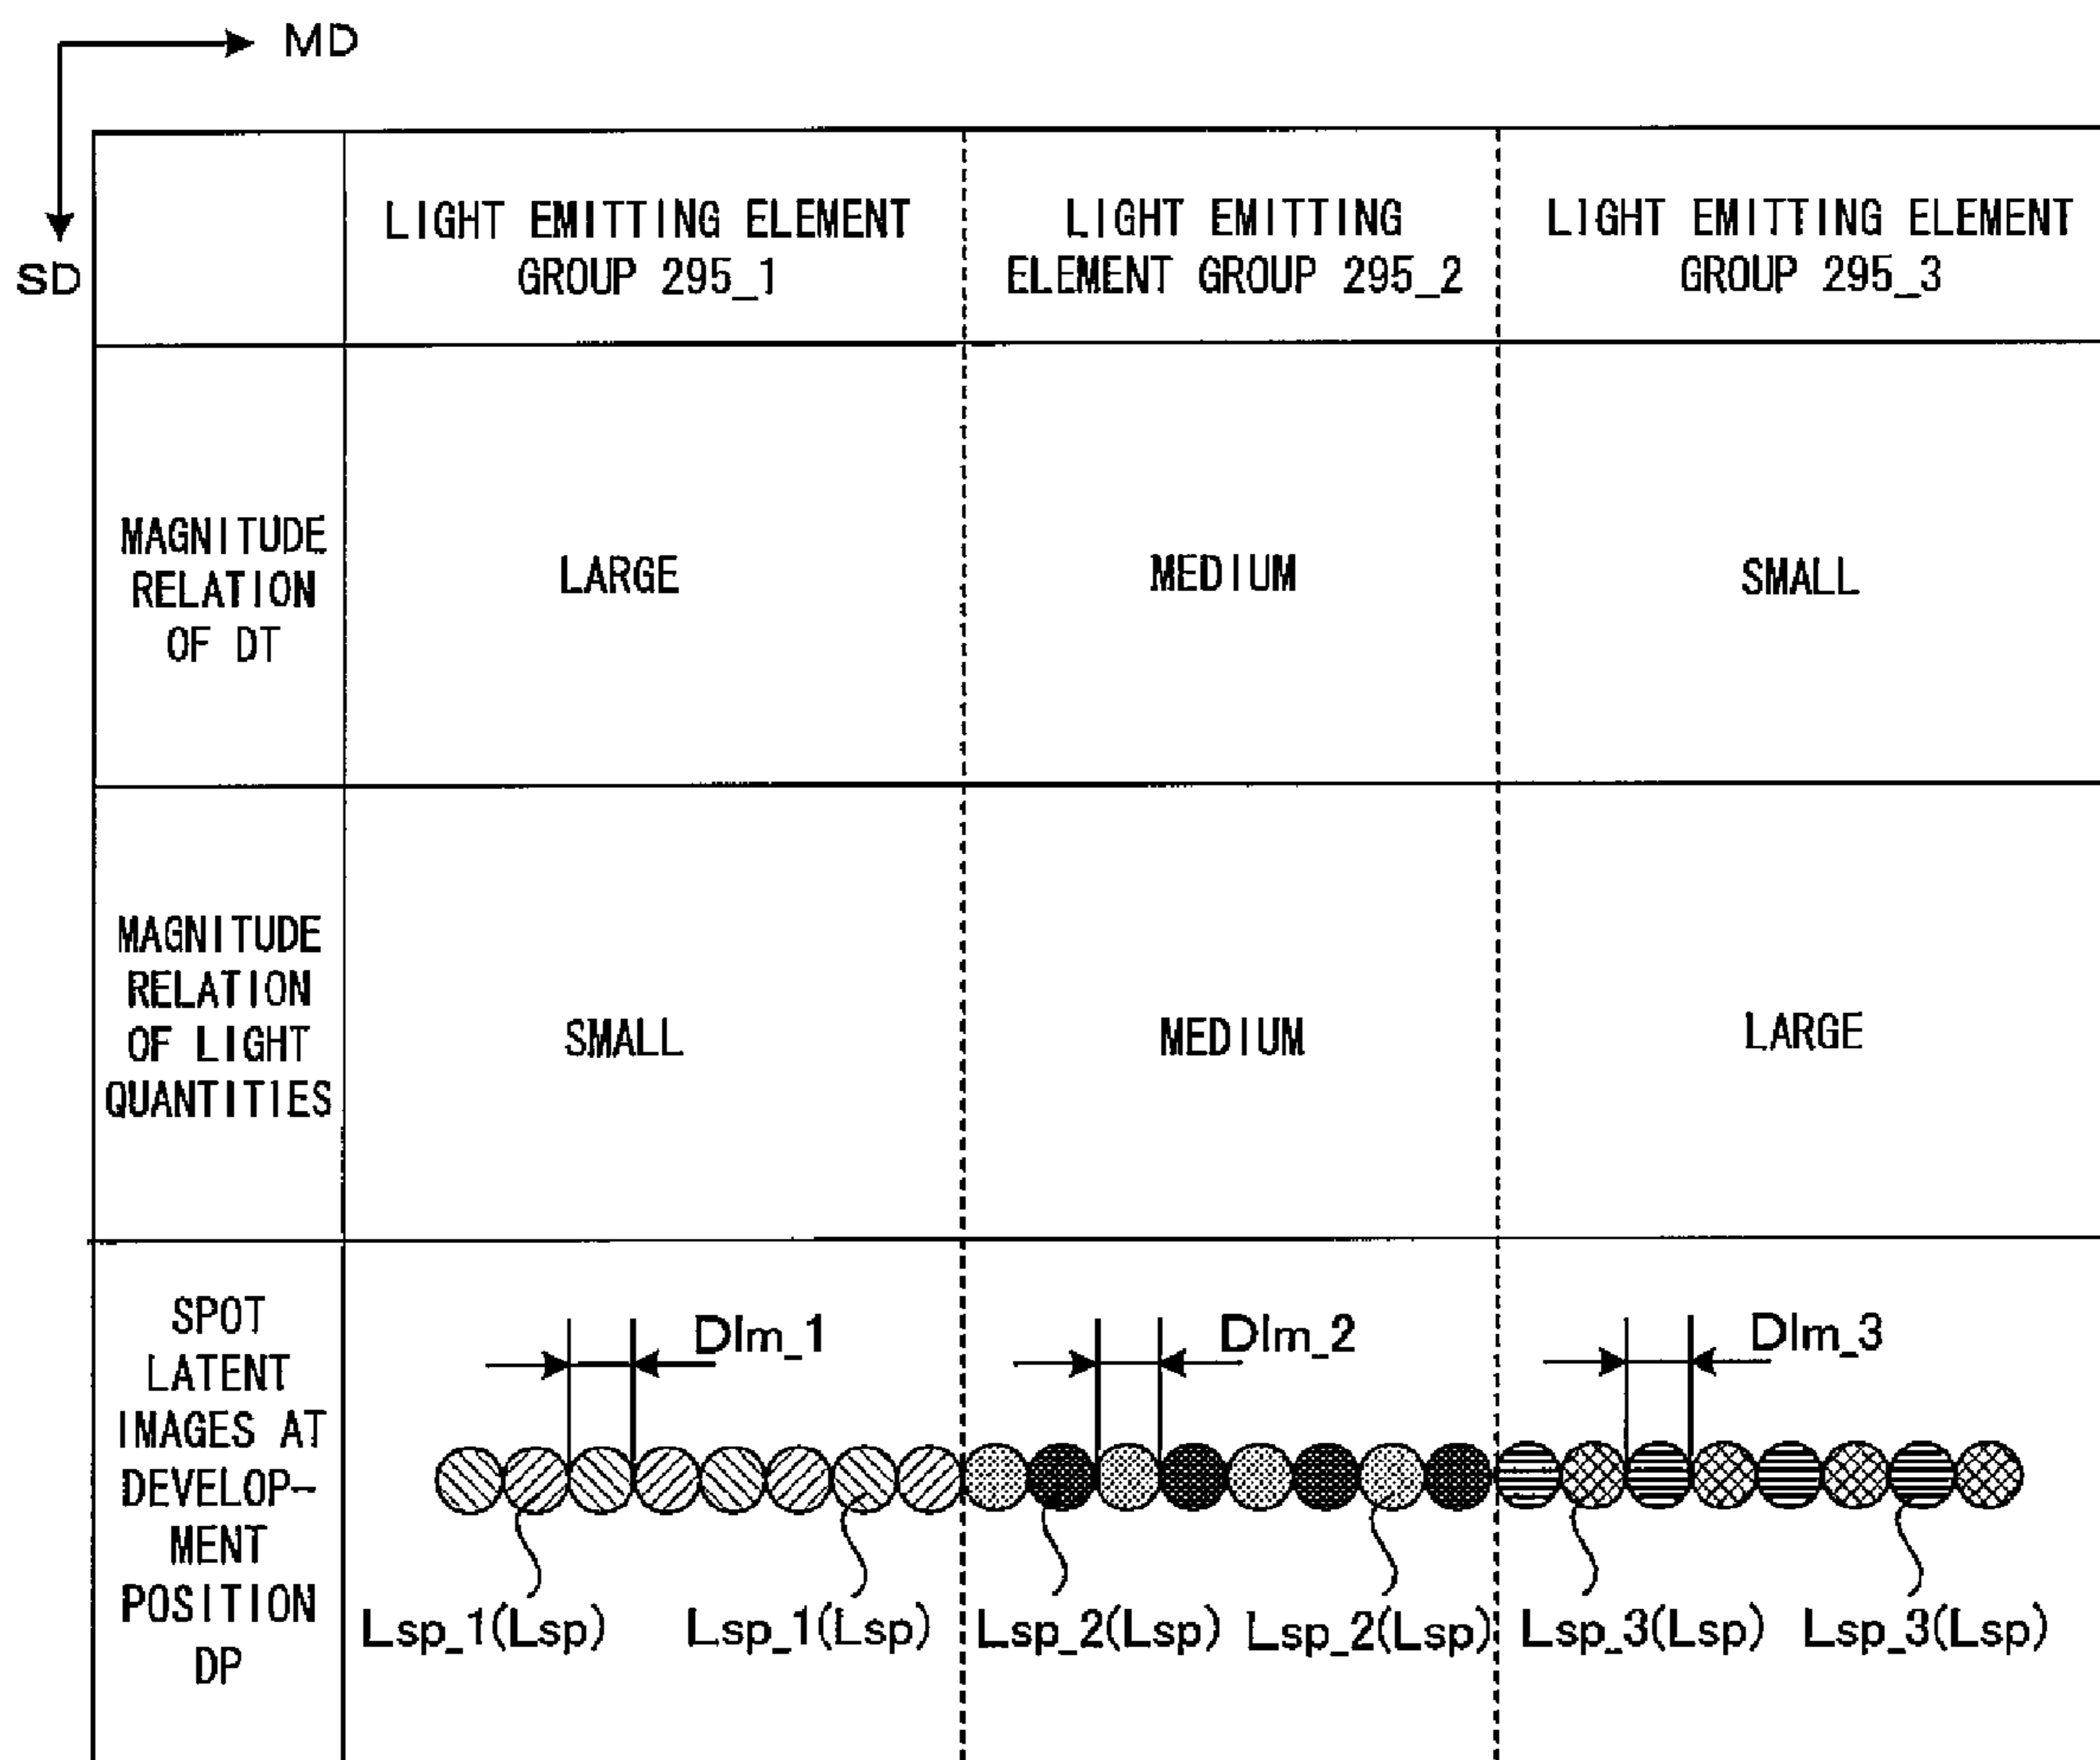 MD
SD
LIGHT EMITTING ELEMENT
GROUP 295_1
LIGHT EMITTING
ELEMENT GROUP 295_2
LIGHT EMITTING ELEMENT
GROUP 295_3
MAGNITUDE
RELATION
OF DT
LARGE
MEDIUM
SMALL
MAGNITUDE
RELATION
OF LIGHT
QUANTITIES
SMALL
MEDIUM
LARGE
SPOT
LATENT
IMAGES AT
DEVELOP-
MENT
POSITION
DP
Dlm_1
Dlm_2
Dlm_3
Lsp_1(Lsp)
Lsp_1(Lsp)
Lsp_2(Lsp)
Lsp_2(Lsp)
Lsp_3(Lsp)
Lsp_3(Lsp)